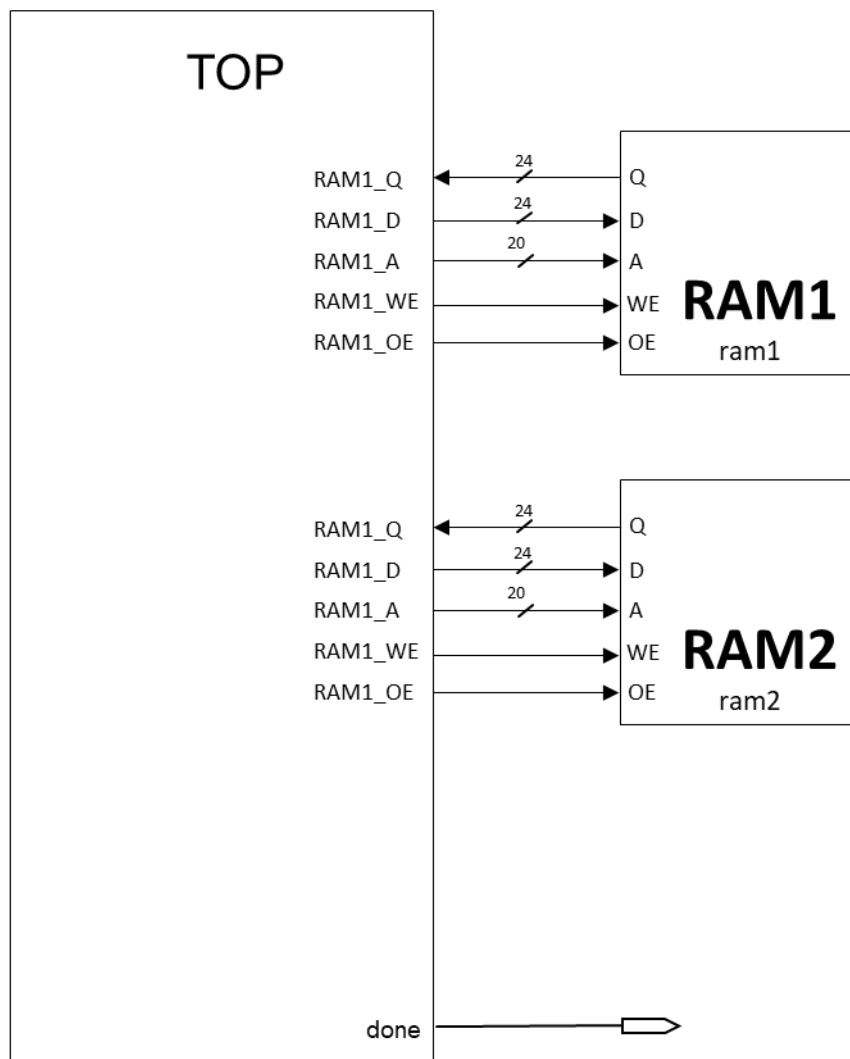 TOP
24
RAM1_Q Q
24
RAM1_D D
20
RAM1_A A
RAM1_WE WE RAM1
RAM1_OE OE ram1
24
RAM1_Q Q
24
RAM1_D D
20
RAM1_A A
RAM1_WE WE RAM2
RAM1_OE OE ram2
done